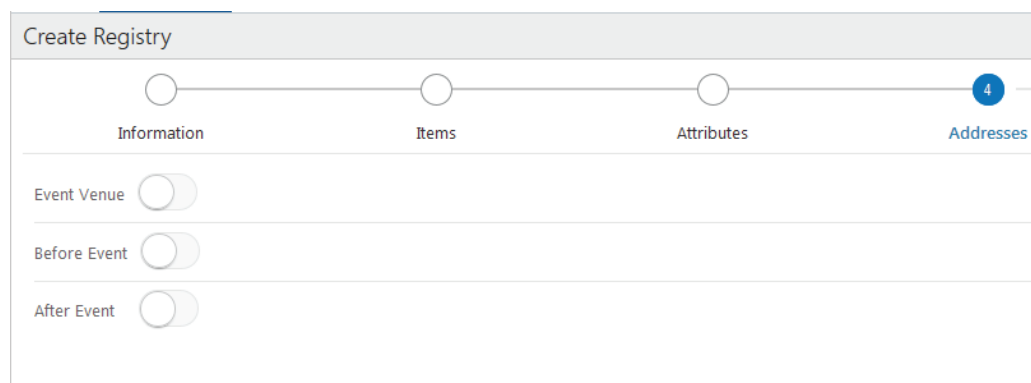 Create Registry
4
Information Items Attributes Addresses
Event Venue
Before Event
After Event